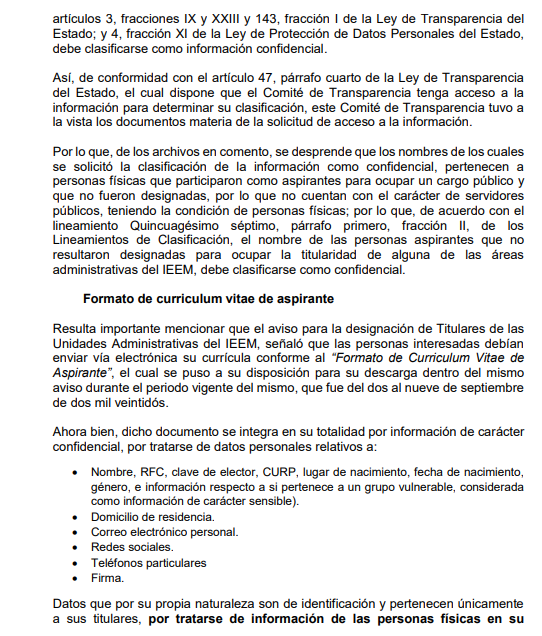 artículos 3, fracciones IX y XXIII y 143, fracción I de la Ley de Transparencia del
Estado; y 4, fracción XI de la Ley de Protección de Datos Personales del Estado,
debe clasificarse como información confidencial.
Así, de conformidad con el artículo 47, párrafo cuarto de la Ley de Transparencia
del Estado, el cual dispone que el Comité de Transparencia tenga acceso a la
información para determinar su clasificación, este Comité de Transparencia tuvo a
la vista los documentos materia de la solicitud de acceso a la información.
Por lo que, de los archivos en comento, se desprende que los nombres de los cuales
se solicitó la clasificación de la información como confidencial, pertenecen a
personas físicas que participaron como aspirantes para ocupar un cargo público y
que no fueron designadas, por lo que no cuentan con el carácter de servidores
públicos, teniendo la condición de personas físicas; por lo que, de acuerdo con el
lineamiento Quincuagésimo séptimo, párrafo primero, fracción II, de los
Lineamientos de Clasificación, el nombre de las personas aspirantes que no
resultaron designadas para ocupar la titularidad de alguna de las áreas
administrativas del IEEM, debe clasificarse como confidencial.
Formato de curriculum vitae de aspirante
Resulta importante mencionar que el aviso para la designación de Titulares de las
Unidades Administrativas del IEEM, señaló que las personas interesadas debían
enviar vía electrónica su currícula conforme al “Formato de Curriculum Vitae de
Aspirante”, el cual se puso a su disposición para su descarga dentro del mismo
aviso durante el periodo vigente del mismo, que fue del dos al nueve de septiembre
de dos mil veintidós.
Ahora bien, dicho documento se integra en su totalidad por información de carácter
confidencial, por tratarse de datos personales relativos a:
• Nombre, RFC, clave de elector, CURP, lugar de nacimiento, fecha de nacimiento,
género, e información respecto a si pertenece a un grupo vulnerable, considerada
como información de carácter sensible).
• Domicilio de residencia.
• Correo electrónico personal.
• Redes sociales.
• Teléfonos particulares
• Firma.
Datos que por su propia naturaleza son de identificación y pertenecen únicamente
a sus titulares, por tratarse de información de las personas físicas en su